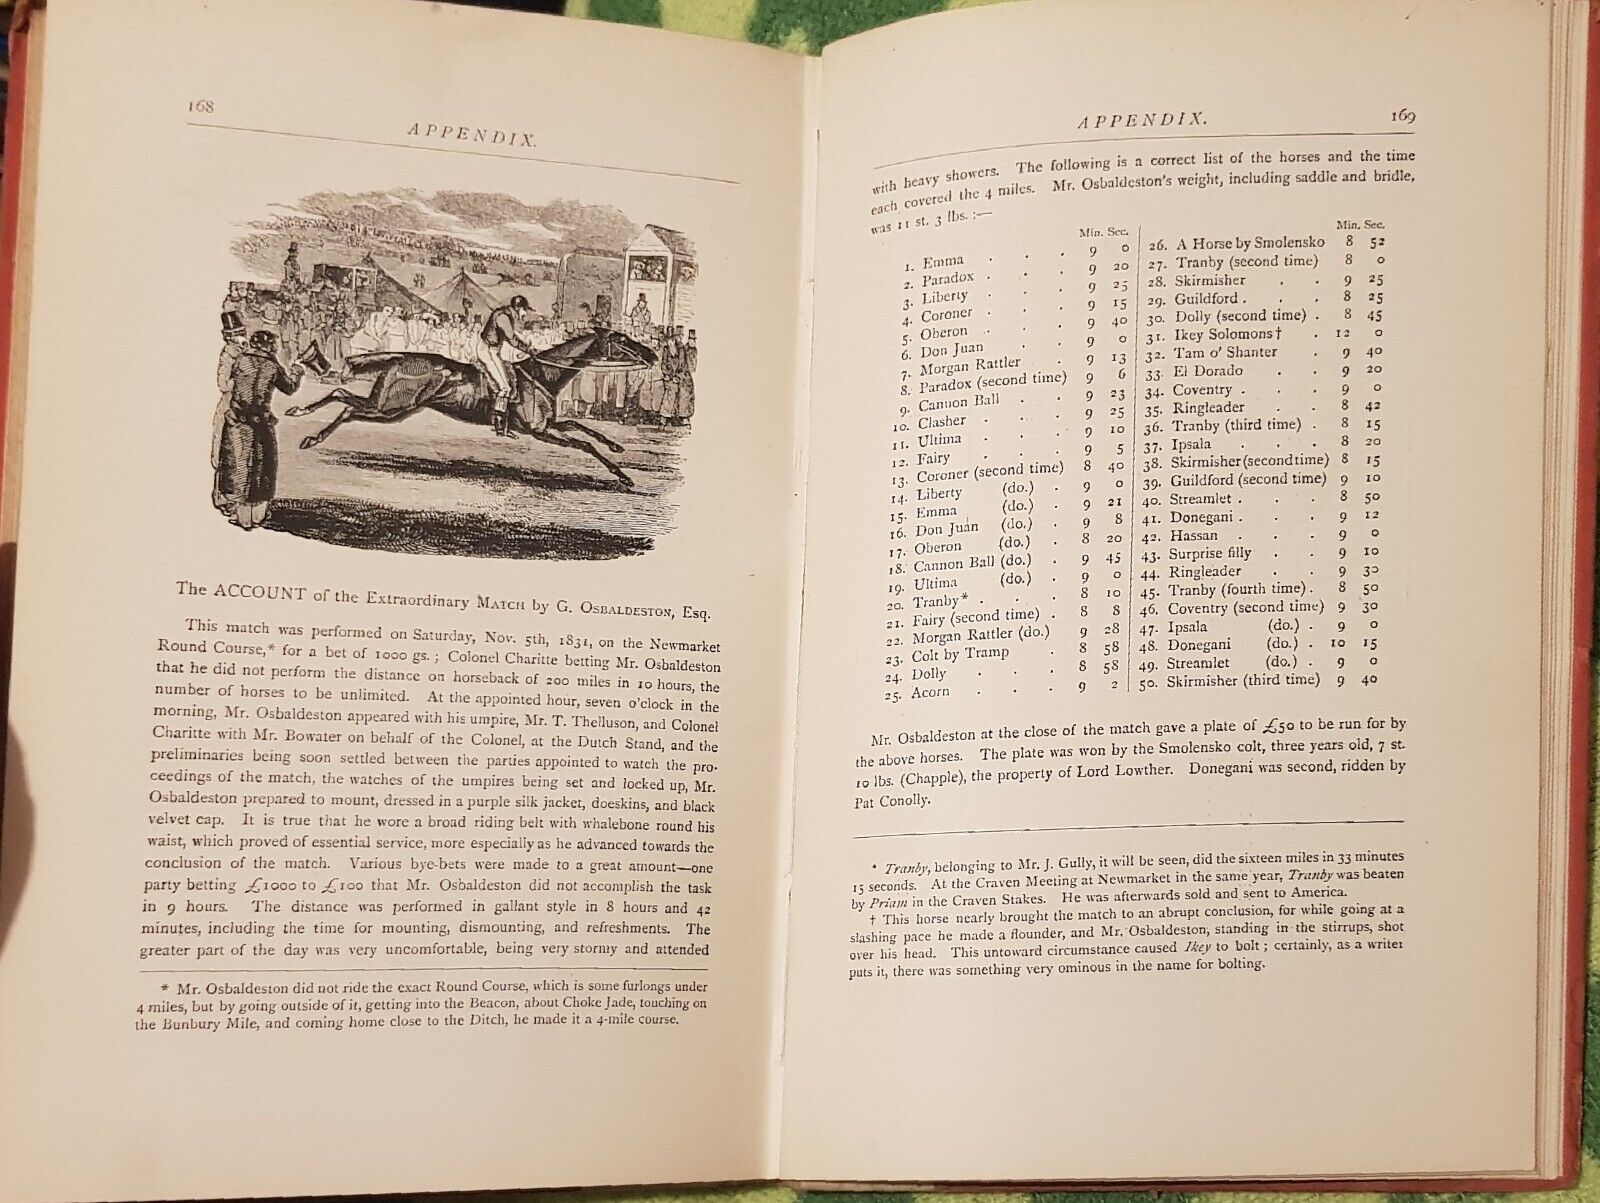 168
APPENDIX.
The ACCOUNT of the Extraordinary MATCH by G. OSBALDESTON, Esq.
This match was performed on Saturday, Nov. 5th, 1831, on the Newmarket
Round Course,* for a bet of 1000 gs.; Colonel Charitte betting Mr. Osbaldeston
that he did not perform the distance on horseback of 200 miles in 10 hours, the
number of horses to be unlimited. At the appointed hour, seven o'clock in the
morning, Mr. Osbaldeston appeared with his umpire, Mr. T. Thelluson, and Colonel
Charitte with Mr. Bowater on behalf of the Colonel, at the Dutch Stand, and the
preliminaries being soon settled between the parties appointed to watch the pro-
ceedings of the match, the watches of the umpires being set and locked up, Mr.
Osbaldeston prepared to mount, dressed in a purple silk jacket, doeskins, and black
velvet cap. It is true that he wore a broad riding belt with whalebone round his
waist, which proved of essential service, more especially as he advanced towards the
conclusion of the match. Various bye-bets were made to a great amount—one
party betting £1000 to £100 that Mr. Osbaldeston did not accomplish the task
in 9 hours. The distance was performed in gallant style in 8 hours and 42
minutes, including the time for mounting, dismounting, and refreshments. The
greater part of the day was very uncomfortable, being very stormy and attended
* Mr. Osbaldeston did not ride the exact Round Course, which is some furlongs under
4 miles, but by going outside of it, getting into the Beacon, about Choke Jade, touching on
the Bunbury Mile, and coming home close to the Ditch, he made it a 4-mile course.
APPENDIX.
169
with heavy showers. The following is a correct list of the horses and the time
each covered the 4 miles. Mr. Osbaldeston's weight, including saddle and bridle,
was 11 st. 3 lbs.:—
Min. Sec.
1. Emma . . . 9 0
2. Paradox . . . 9 20
3. Liberty . . . 9 25
4. Coroner . . . 9 15
5. Oberon . . . 9 40
6. Don Juan . . 9 0
7. Morgan Rattler . 9 13
8. Paradox (second time) 9 6
9. Cannon Ball . . 9 23
10. Clasher . . . 9 25
11. Ultima . . . 9 10
12. Fairy . . . 9 5
13. Coroner (second time) 8 40
14. Liberty (do.) . 9 0
15. Emma (do.) . 9 21
16. Don Juan (do.) . 9 8
17. Oberon (do.) . 8 20
18. Cannon Ball (do.) . 9 45
19. Ultima (do.) . 9 0
20. Tranby* . . . 8 10
21. Fairy (second time) . 8 8
22. Morgan Rattler (do.) 9 28
23. Colt by Tramp . 8 58
24. Dolly . . . 8 58
25. Acorn . . . 9 2
Min. Sec.
26. A Horse by Smolensko 8 52
27. Tranby (second time) 8 0
28. Skirmisher . . 9 25
29. Guildford . . . 8 25
30. Dolly (second time) . 8 45
31. Ikey Solomons† . 12 0
32. Tam o' Shanter . 9 40
33. El Dorado . . 9 20
34. Coventry . . . 9 0
35. Ringleader . . 8 42
36. Tranby (third time) . 8 15
37. Ipsala . . . 8 20
38. Skirmisher (second time) 8 15
39. Guildford (second time) 9 10
40. Streamlet . . . 8 50
41. Donegani . . . 9 12
42. Hassan . . . 9 0
43. Surprise filly . . 9 10
44. Ringleader . . 9 30
45. Tranby (fourth time) . 8 50
46. Coventry (second time) 9 30
47. Ipsala (do.) . 9 0
48. Donegani (do.) . 10 15
49. Streamlet (do.) . 9 0
50. Skirmisher (third time) 9 40
Mr. Osbaldeston at the close of the match gave a plate of £50 to be run for by
the above horses. The plate was won by the Smolensko colt, three years old, 7 st.
10 lbs. (Chapple), the property of Lord Lowther. Donegani was second, ridden by
Pat Conolly.
* Tranby, belonging to Mr. J. Gully, it will be seen, did the sixteen miles in 33 minutes
15 seconds. At the Craven Meeting at Newmarket in the same year, Tranby was beaten
by Priam in the Craven Stakes. He was afterwards sold and sent to America.
† This horse nearly brought the match to an abrupt conclusion, for while going at a
slashing pace he made a flounder, and Mr. Osbaldeston, standing in the stirrups, shot
over his head. This untoward circumstance caused Ikey to bolt; certainly, as a writer
puts it, there was something very ominous in the name for bolting.